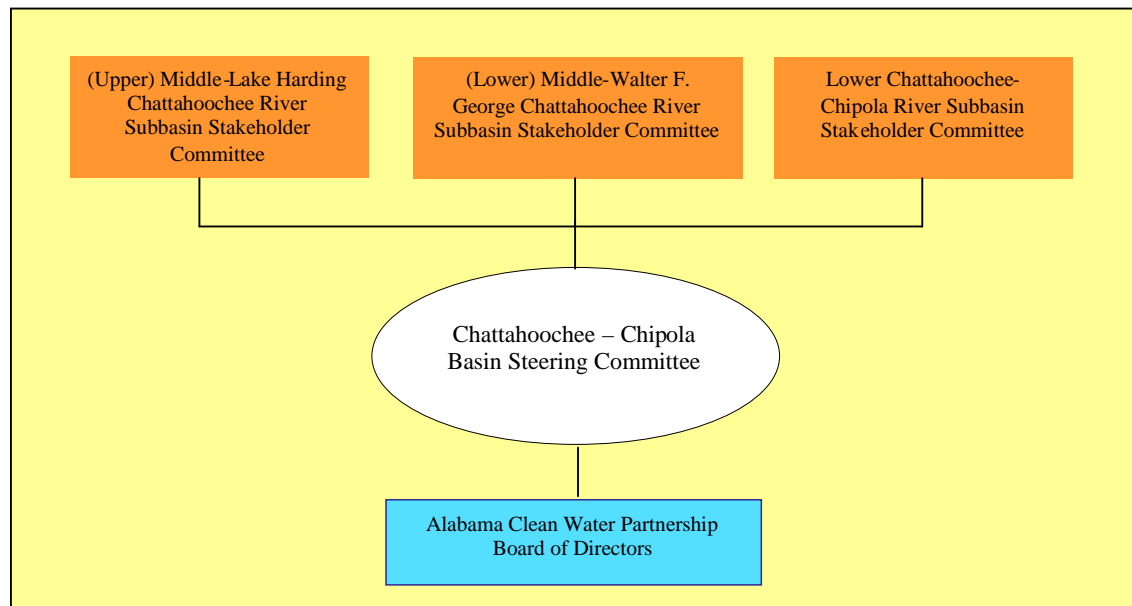 (Upper) Middle-Lake Harding
Chattahoochee River
Subbasin Stakeholder
Committee
(Lower) Middle-Walter F.
George Chattahoochee River
Subbasin Stakeholder Committee
Lower Chattahoochee-
Chipola River Subbasin
Stakeholder Committee
Chattahoochee – Chipola
Basin Steering Committee
Alabama Clean Water Partnership
Board of Directors